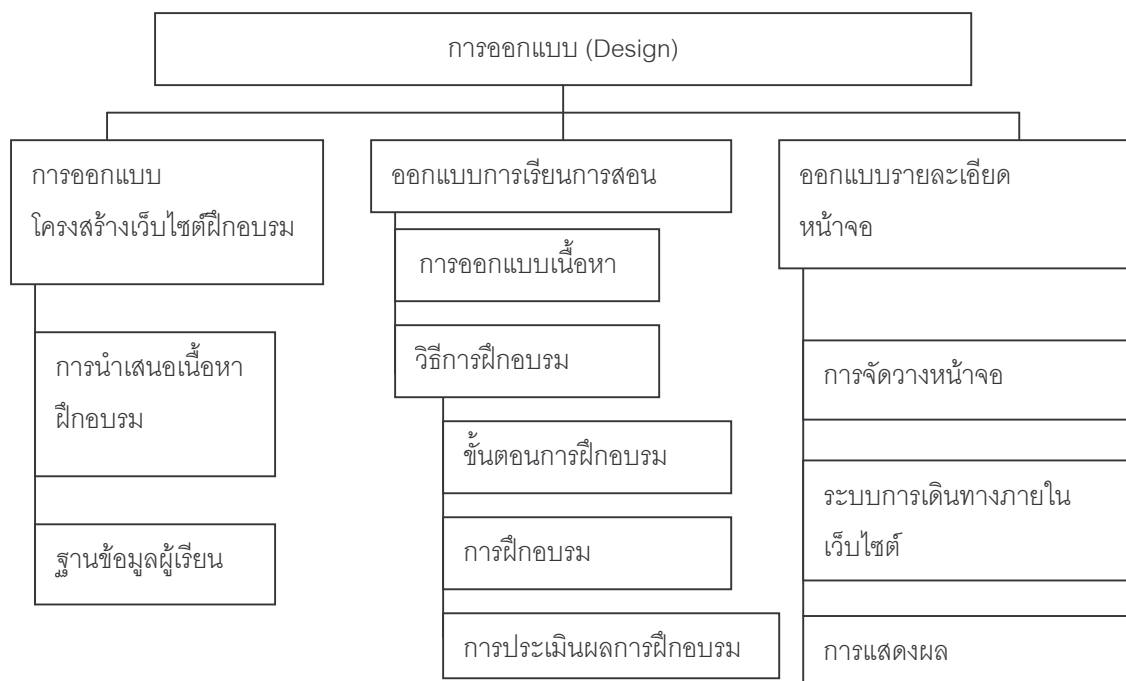 การออกแบบ (Design)
การออกแบบ
โครงสร้างเว็บไซต์ฝึกอบรม
การนำเสนอเนื้อหา
ฝึกอบรม
ฐานข้อมูลผู้เรียน
ออกแบบการเรียนการสอน
การออกแบบเนื้อหา
วิธีการฝึกอบรม
ขั้นตอนการฝึกอบรม
การฝึกอบรม
การประเมินผลการฝึกอบรม
ออกแบบรายละเอียด
หน้าจอ
การจัดวางหน้าจอ
ระบบการเดินทางภายใน
เว็บไซต์
การแสดงผล